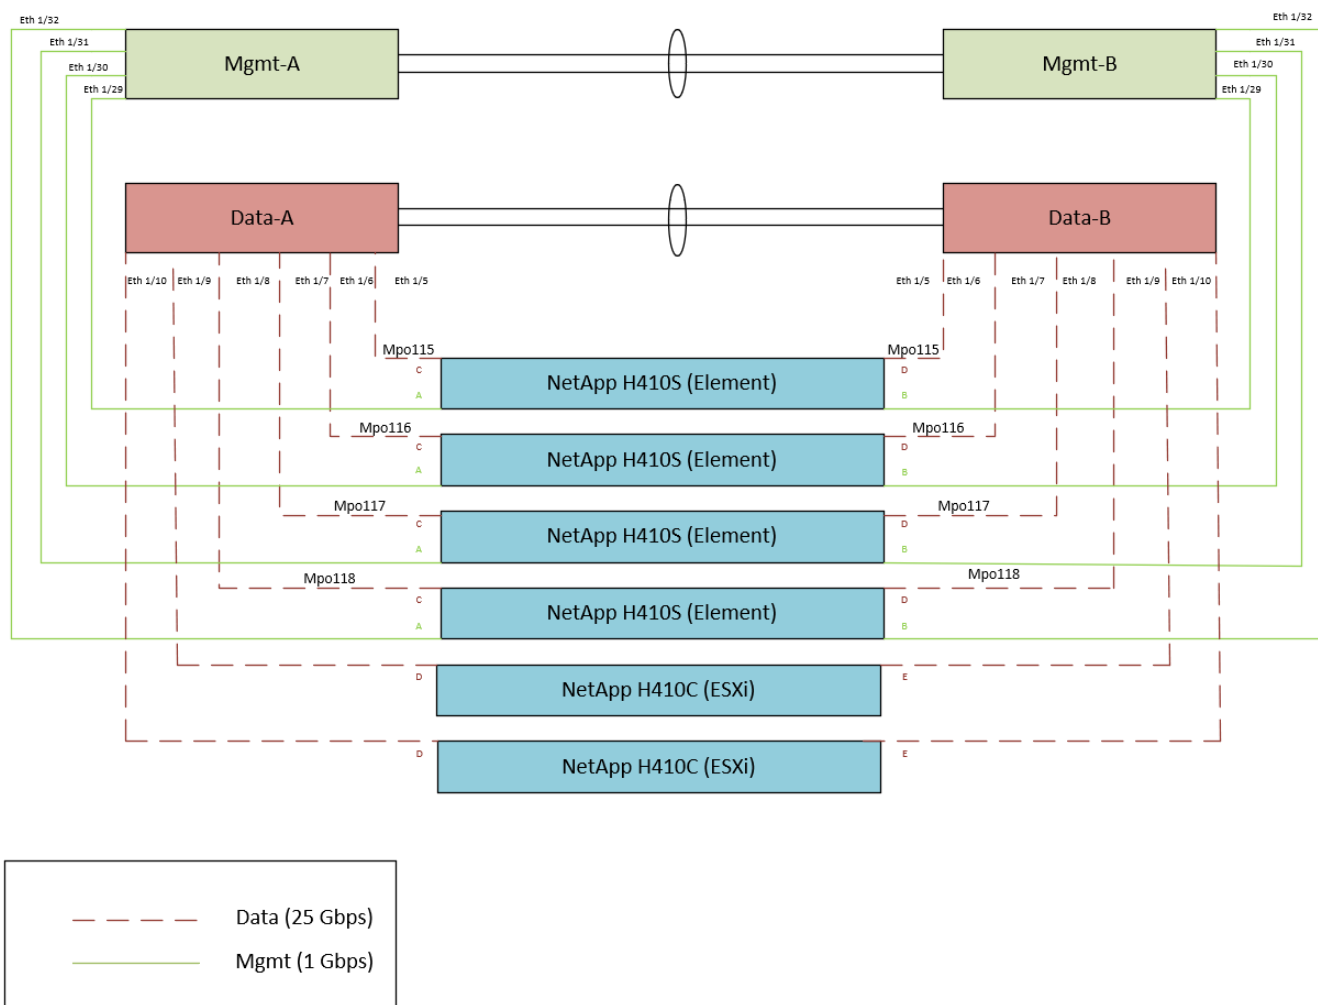 Eth 1/32
Eth 1/32
Eth 1/31
Eth 1/31
Eth 1/30
Eth 1/30
Eth 1/29
Eth 1/29
Mgmt-A
Mgmt-B
Data-A
Data-B
Eth 1/10
Eth 1/9
Eth 1/8
Eth 1/7
Eth 1/6
Eth 1/5
Eth 1/5
Eth 1/6
Eth 1/7
Eth 1/8
Eth 1/9
Eth 1/10
Mpo115
Mpo115
C
NetApp H410S (Element)
D
A
B
Mpo116
Mpo116
C
NetApp H410S (Element)
D
A
B
Mpo117
Mpo117
C
NetApp H410S (Element)
D
A
B
Mpo118
Mpo118
C
NetApp H410S (Element)
D
A
B
D
NetApp H410C (ESXi)
E
D
NetApp H410C (ESXi)
E
Data (25 Gbps)
Mgmt (1 Gbps)